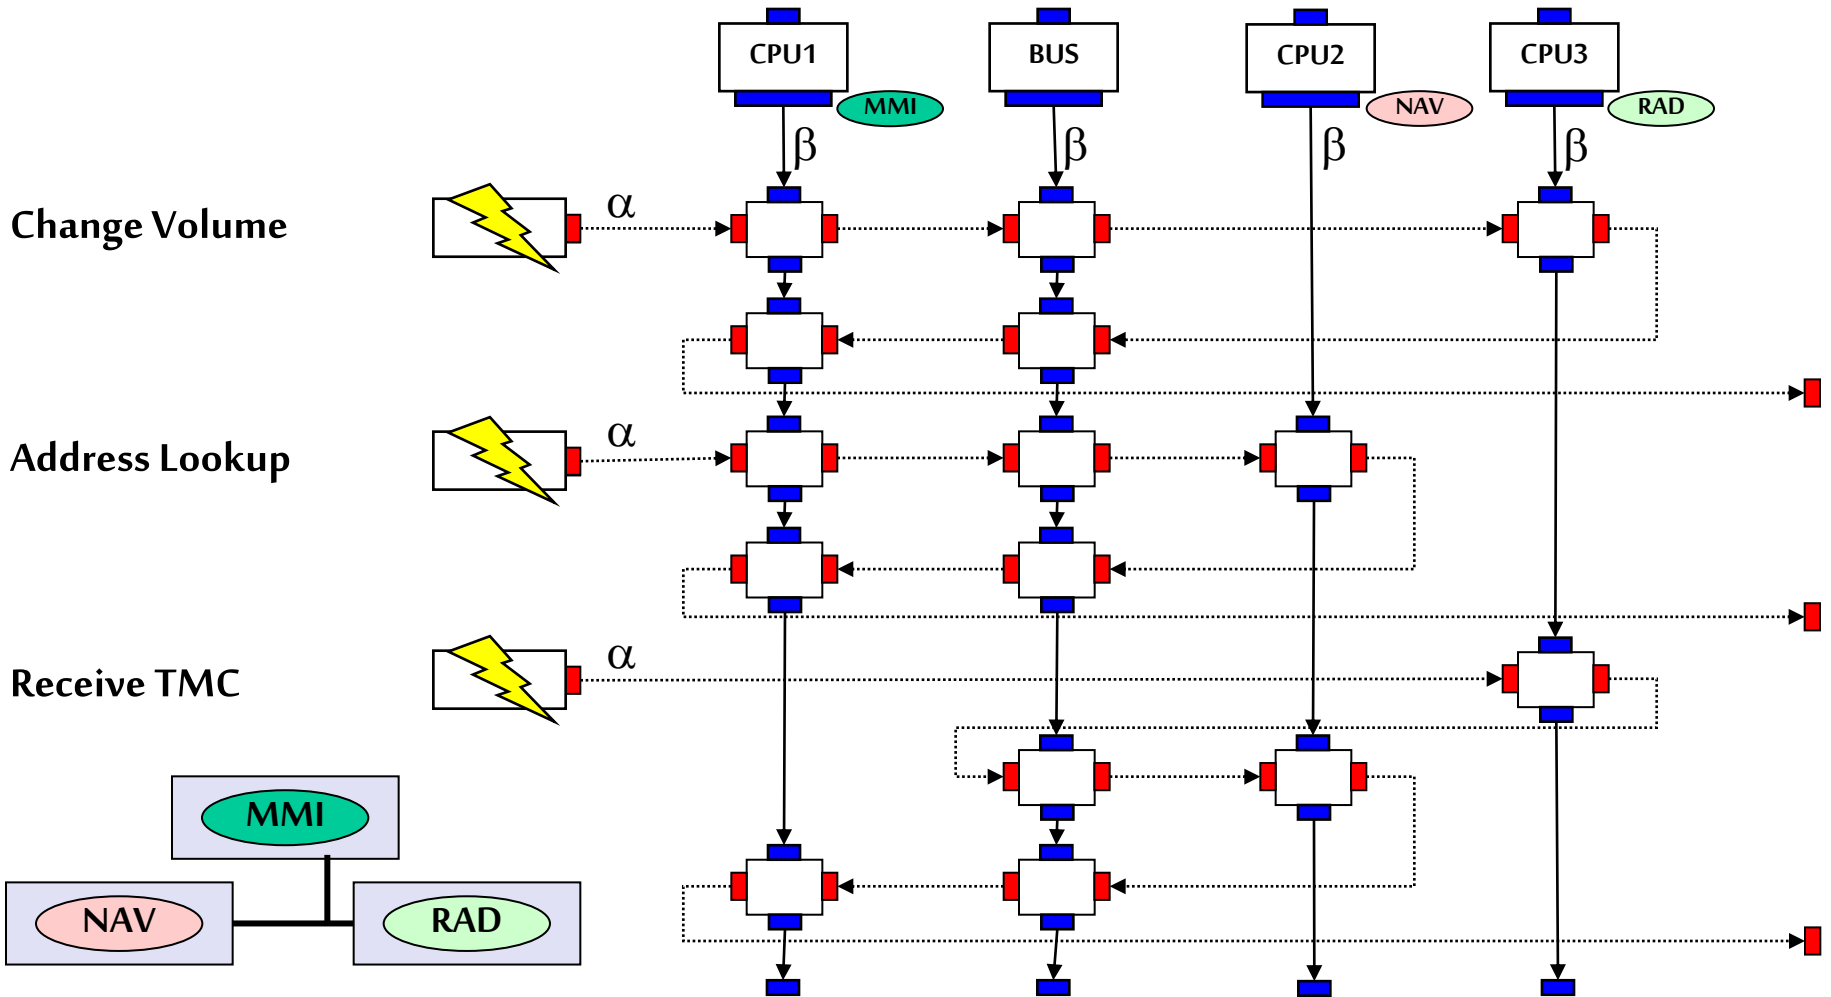 CPU1 BUS CPU2 CPU3
MMI NAV RAD
β β β β
Change Volume α
Address Lookup α
Receive TMC α
MMI
NAV RAD